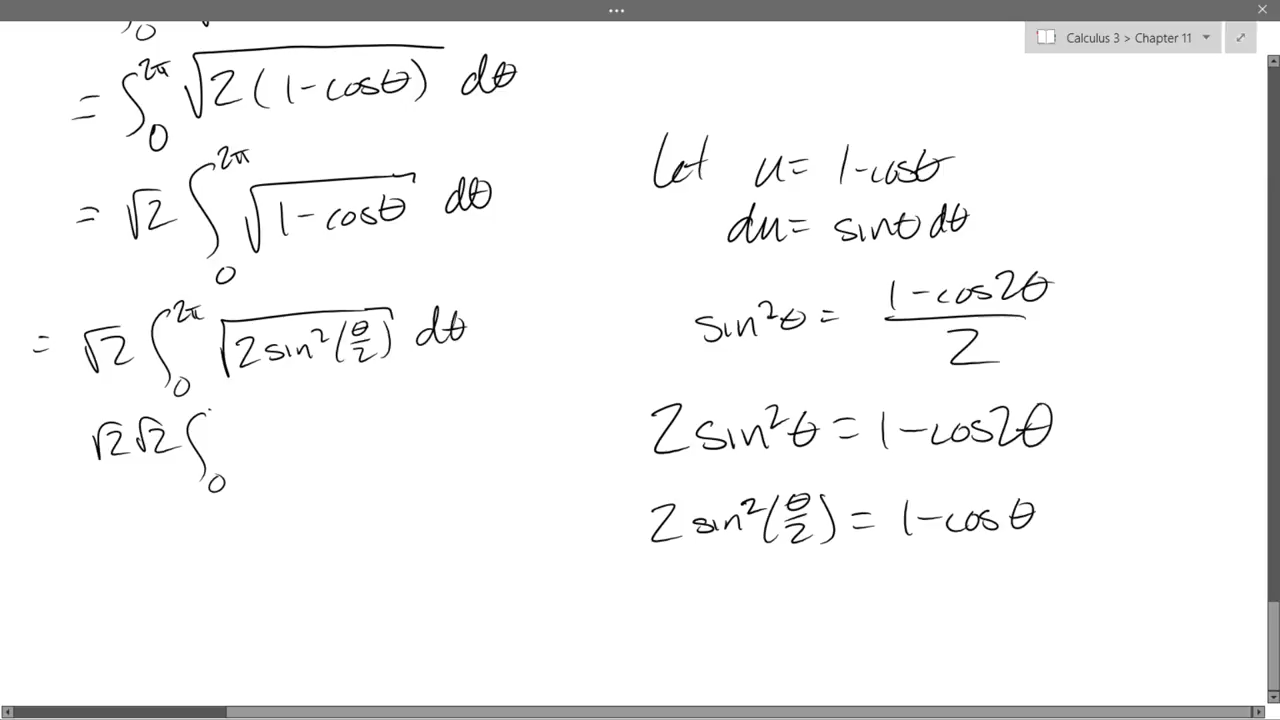 Calculus 3 > Chapter 11
= ∫₀^2π √(2(1-cosθ)) dθ
= √2 ∫₀^2π √(1-cosθ) dθ
= √2 ∫₀^2π √(2sin²(θ/2)) dθ
√2 √2 ∫₀
Let u = 1-cosθ
du = sinθ dθ
sin²θ = (1-cos2θ)/2
2sin²θ = 1-cos2θ
2sin²(θ/2) = 1-cosθ